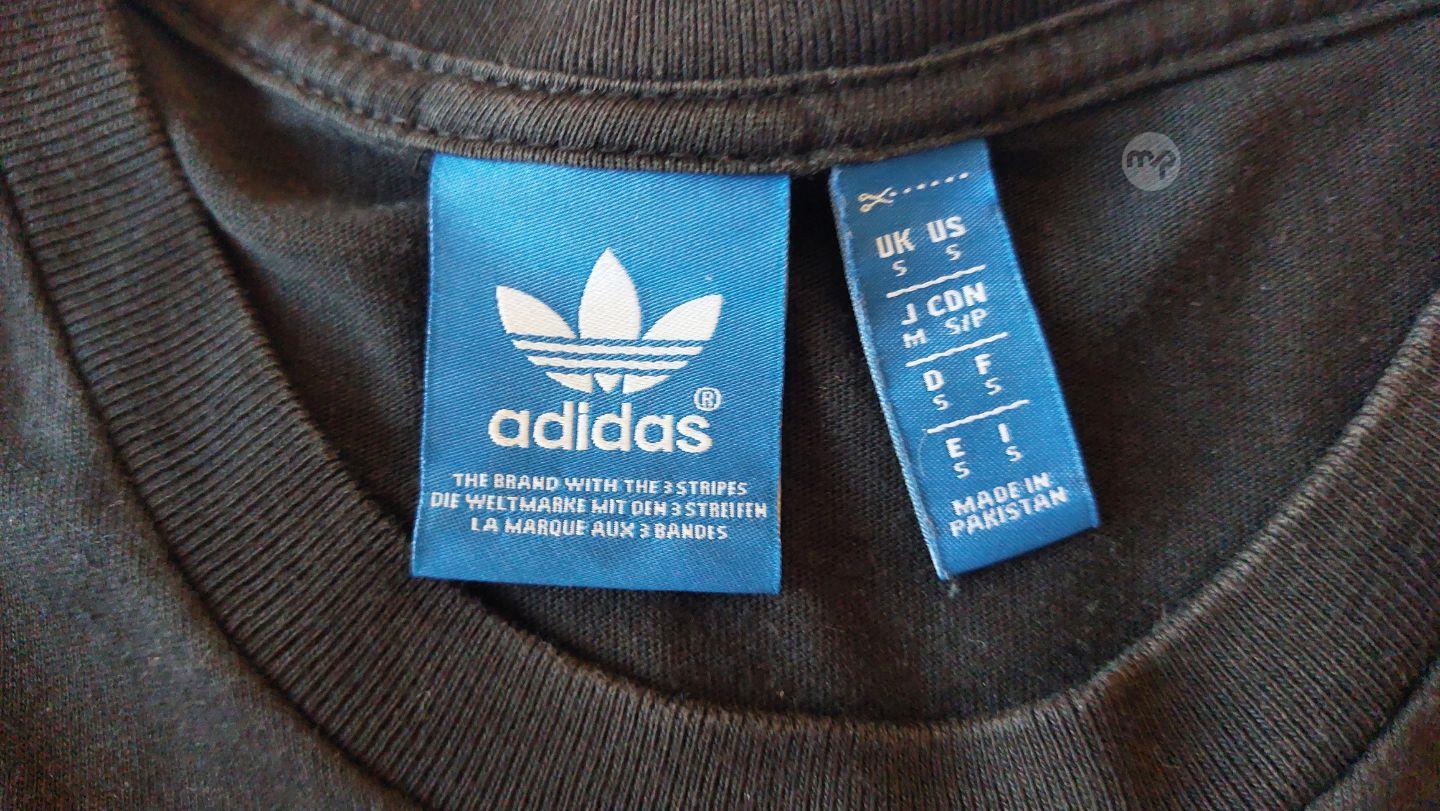 adidas®
THE BRAND WITH THE 3 STRIPES
DIE WELTMARKE MIT DEN 3 STREIFEN
LA MARQUE AUX 3 BANDES
UK US
S S
J CDN
M S/P
D F
S S
E I
S S
MADE IN
PAKISTAN
mp